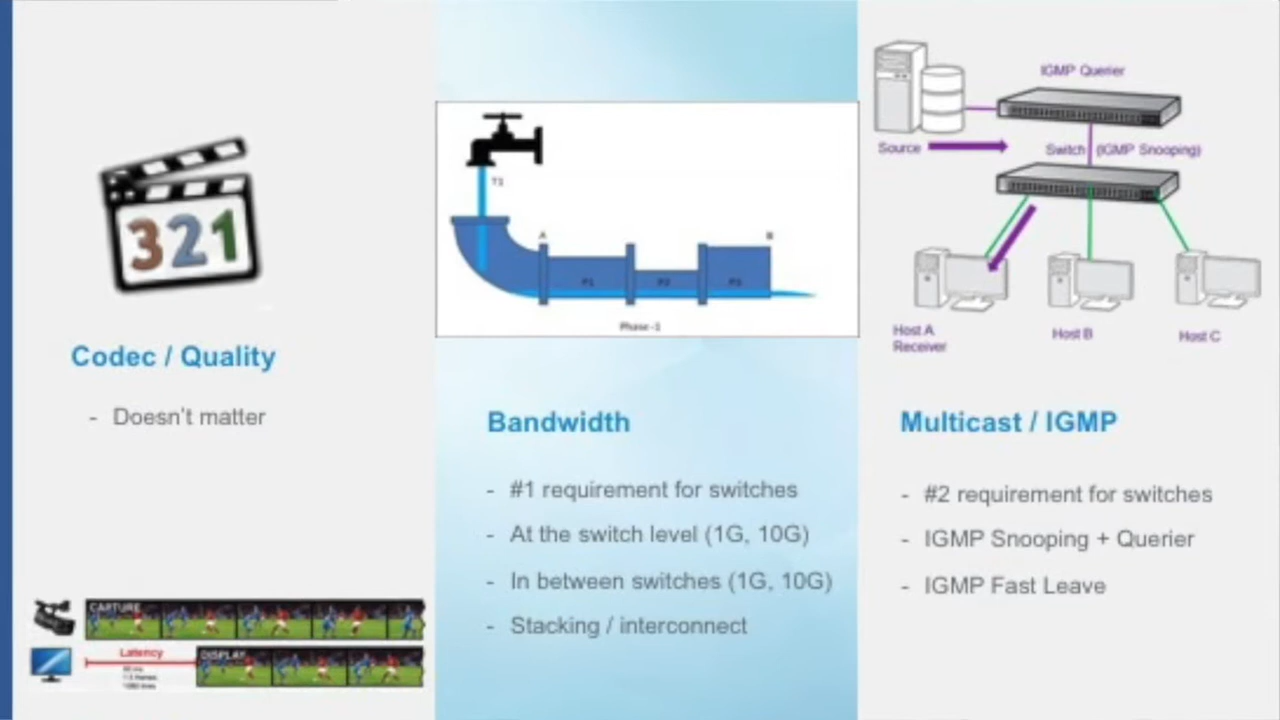 321
Codec / Quality
- Doesn't matter
CAPTURE
Latency
DISPLAY
T1
A
B
P1
P2
P3
Phase -1
Bandwidth
- #1 requirement for switches
- At the switch level (1G, 10G)
- In between switches (1G, 10G)
- Stacking / interconnect
IGMP Querier
Source
Switch (IGMP Snooping)
Host A
Receiver
Host B
Host C
Multicast / IGMP
- #2 requirement for switches
- IGMP Snooping + Querier
- IGMP Fast Leave